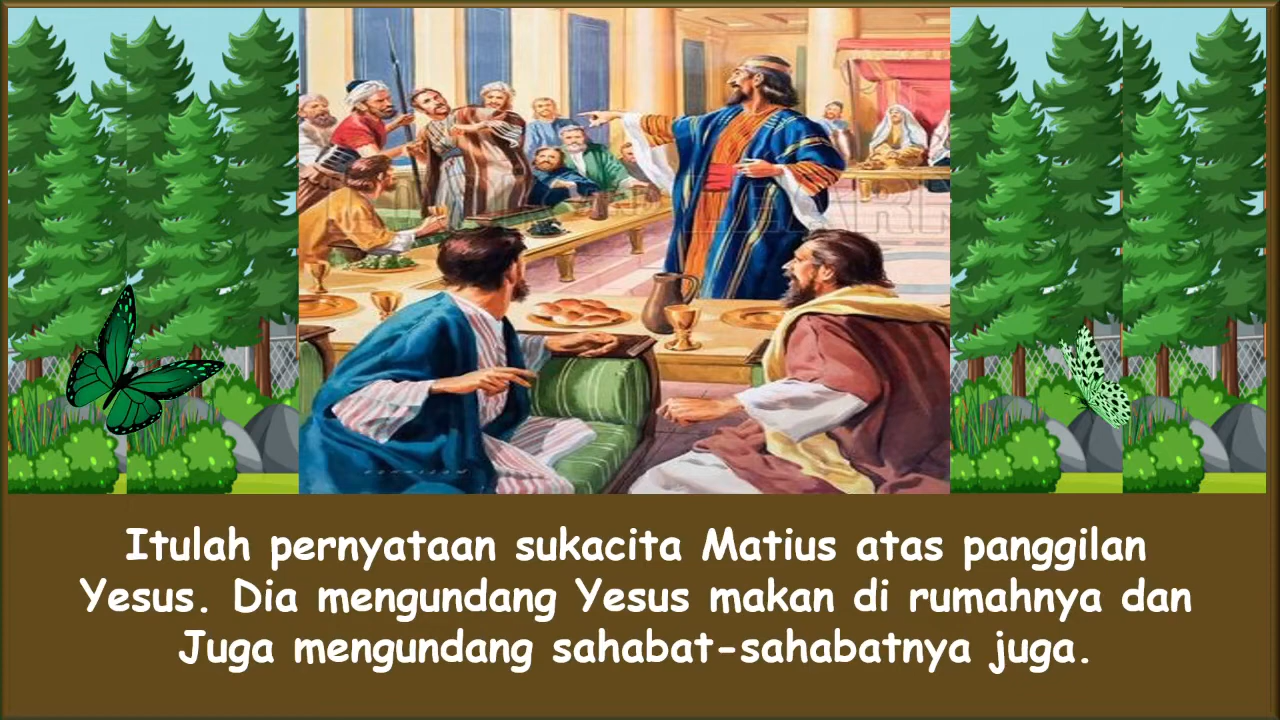 Itulah pernyataan sukacita Matius atas panggilan
Yesus. Dia mengundang Yesus makan di rumahnya dan
Juga mengundang sahabat-sahabatnya juga.